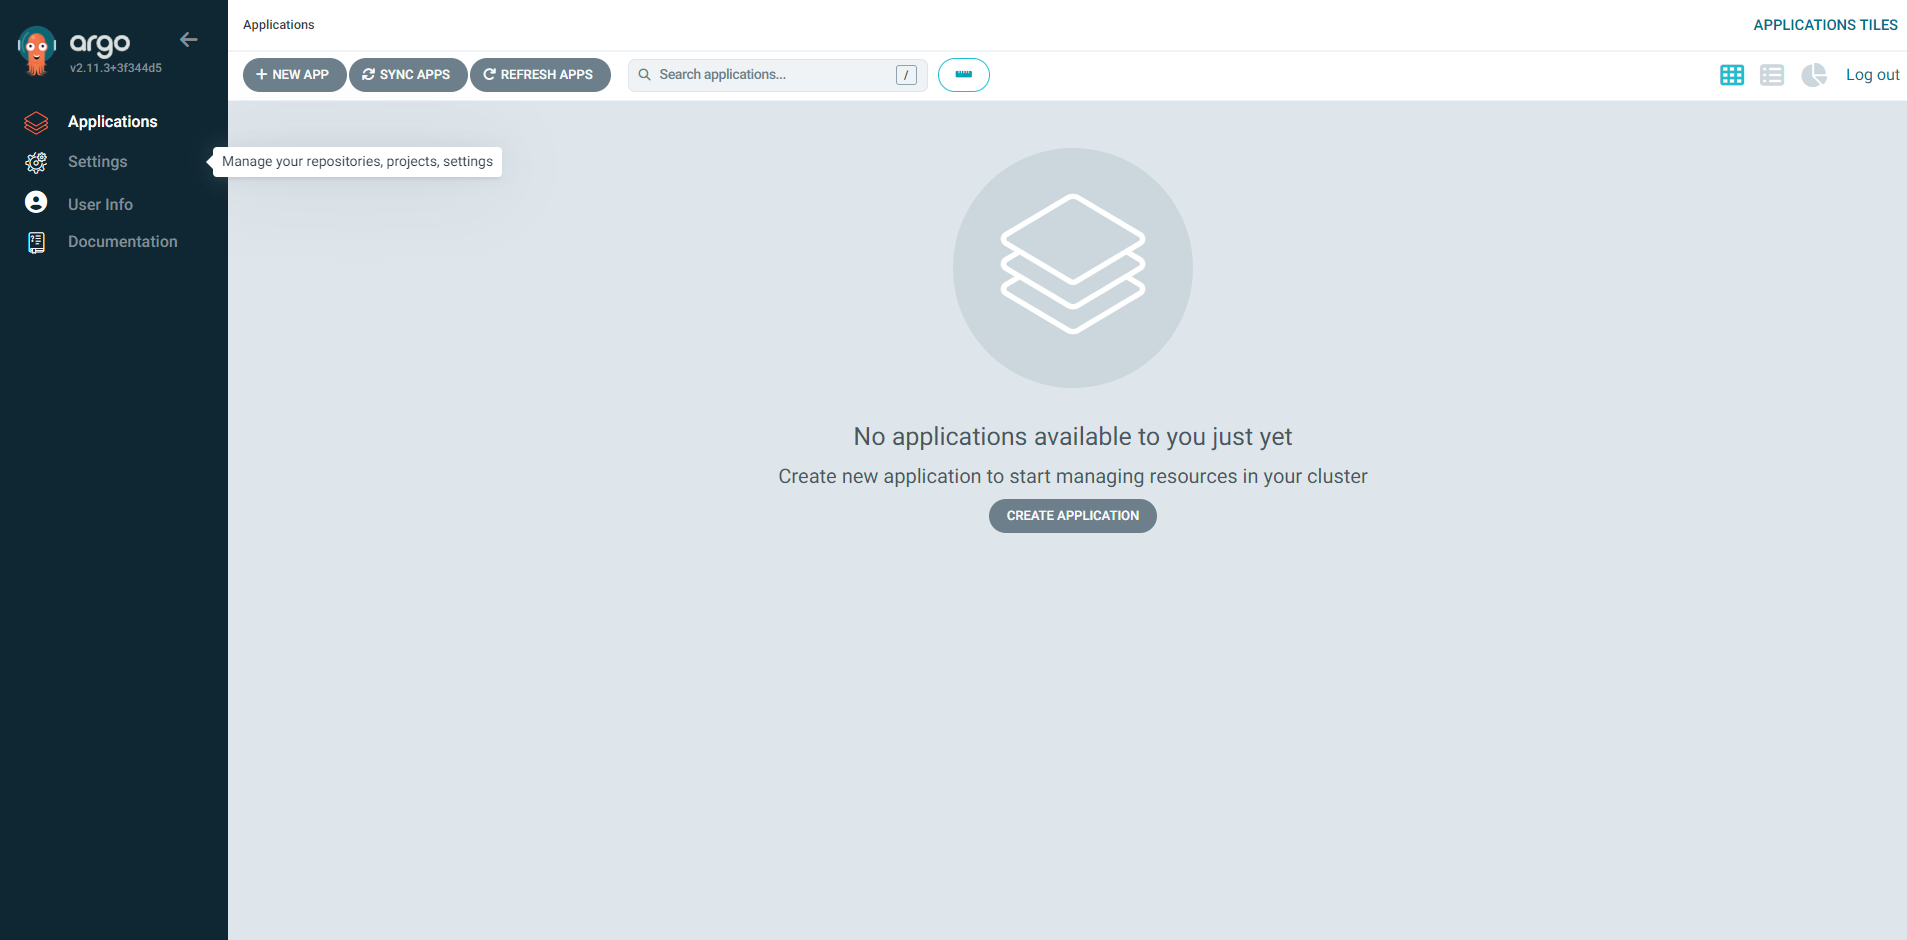 argo
v2.11.3+3f344d5
Applications
Settings
User Info
Documentation
Manage your repositories, projects, settings
Applications
APPLICATIONS TILES
NEW APP
SYNC APPS
REFRESH APPS
Search applications...
/
Log out
No applications available to you just yet
Create new application to start managing resources in your cluster
CREATE APPLICATION